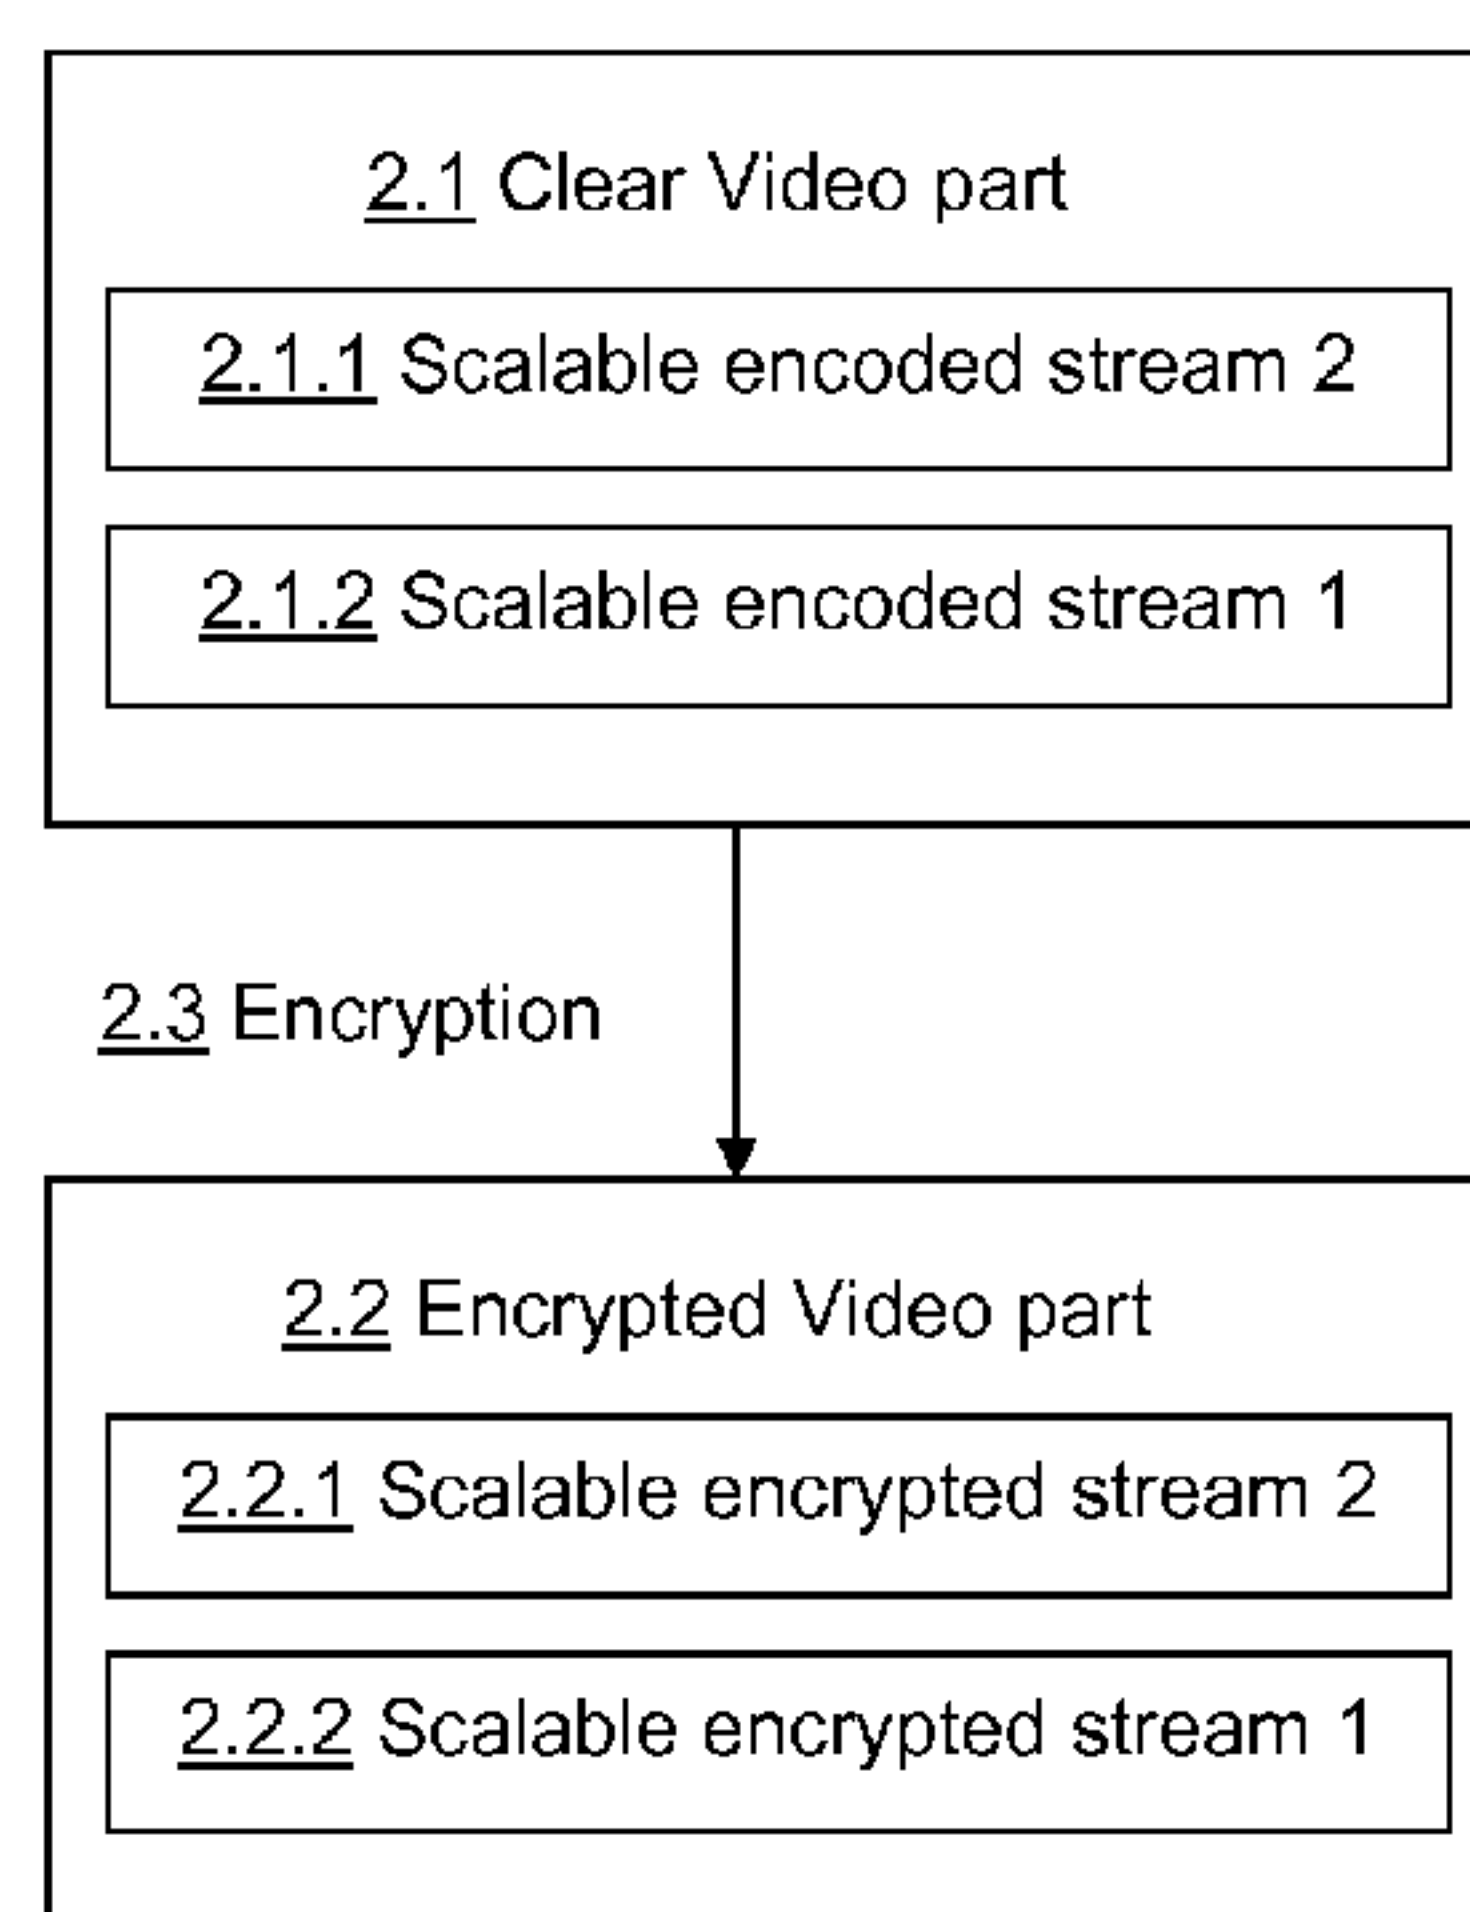 2.1 Clear Video part
2.1.1 Scalable encoded stream 2
2.1.2 Scalable encoded stream 1
2.3 Encryption
2.2 Encrypted Video part
2.2.1 Scalable encrypted stream 2
2.2.2 Scalable encrypted stream 1